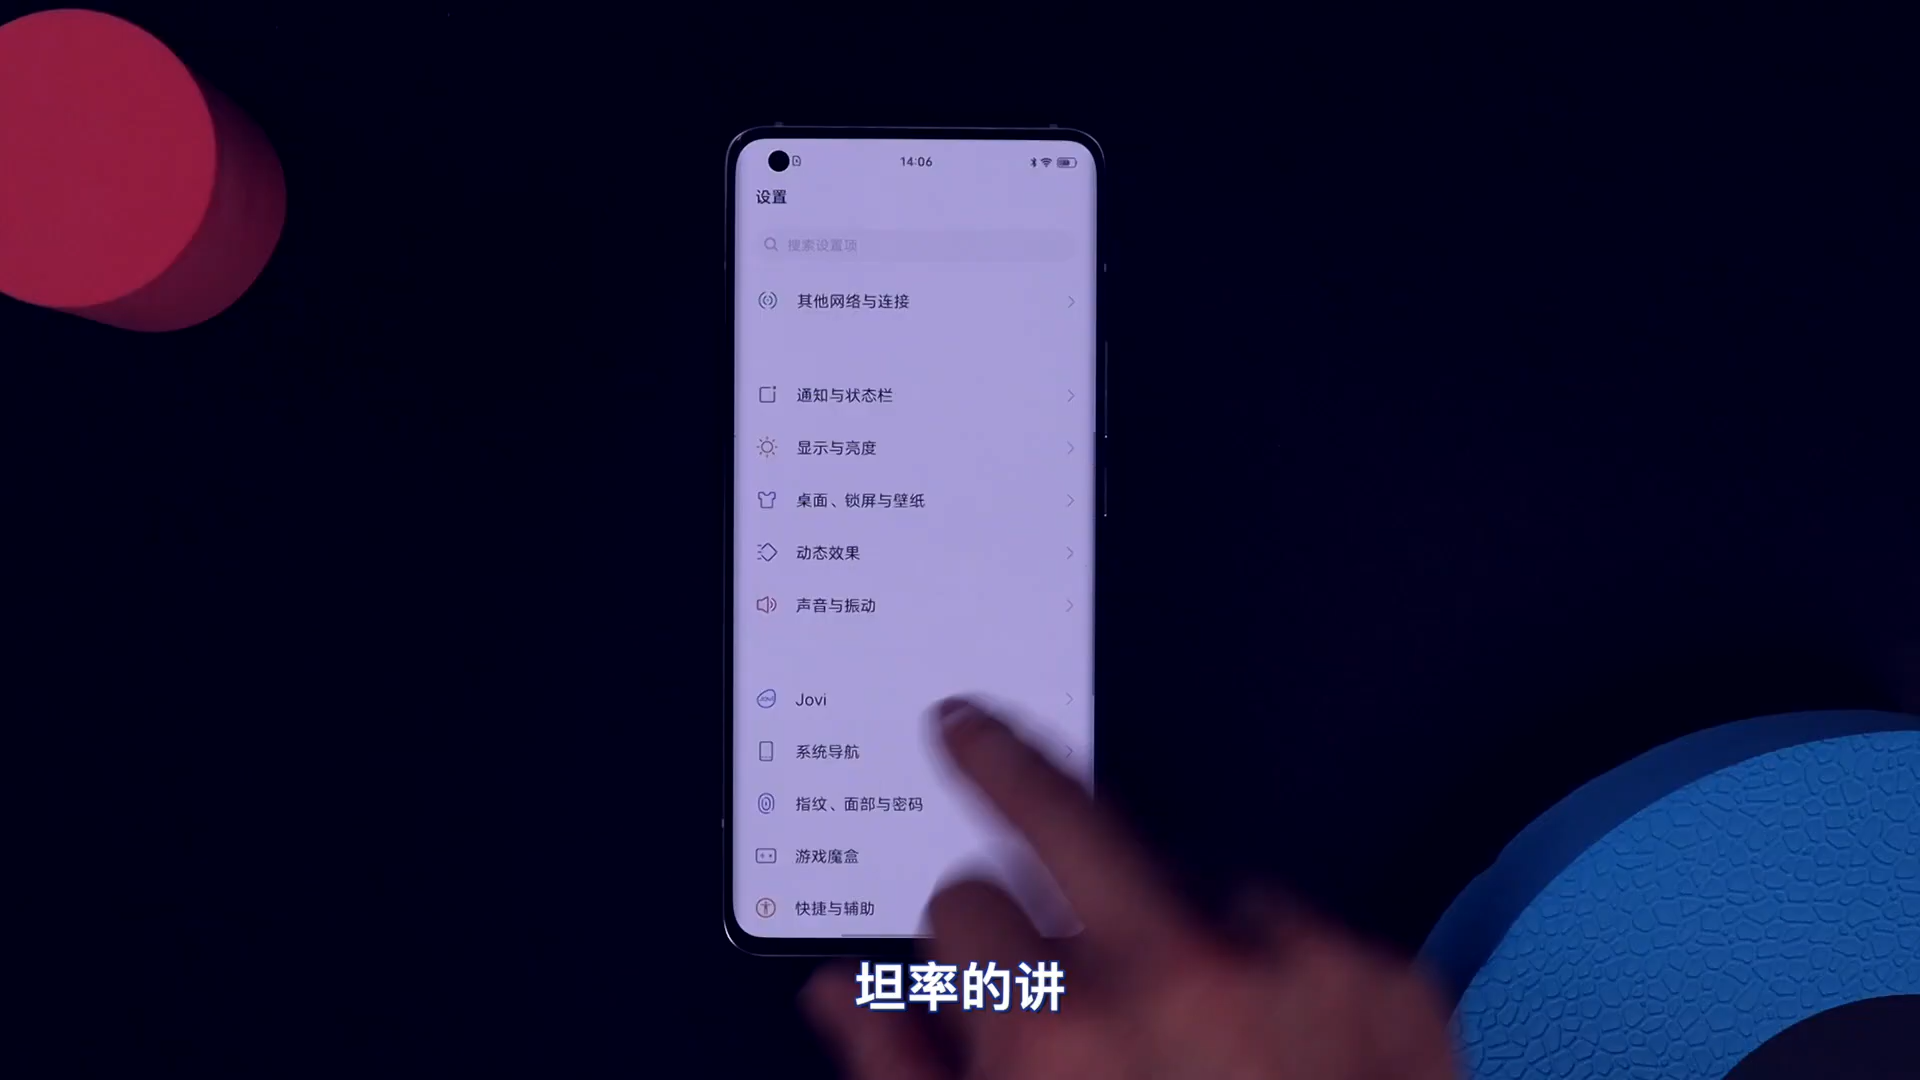 14:06
设置
搜索设置项
其他网络与连接
通知与状态栏
显示与亮度
桌面、锁屏与壁纸
动态效果
声音与振动
Jovi
系统导航
指纹、面部与密码
游戏魔盒
快捷与辅助
坦率的讲